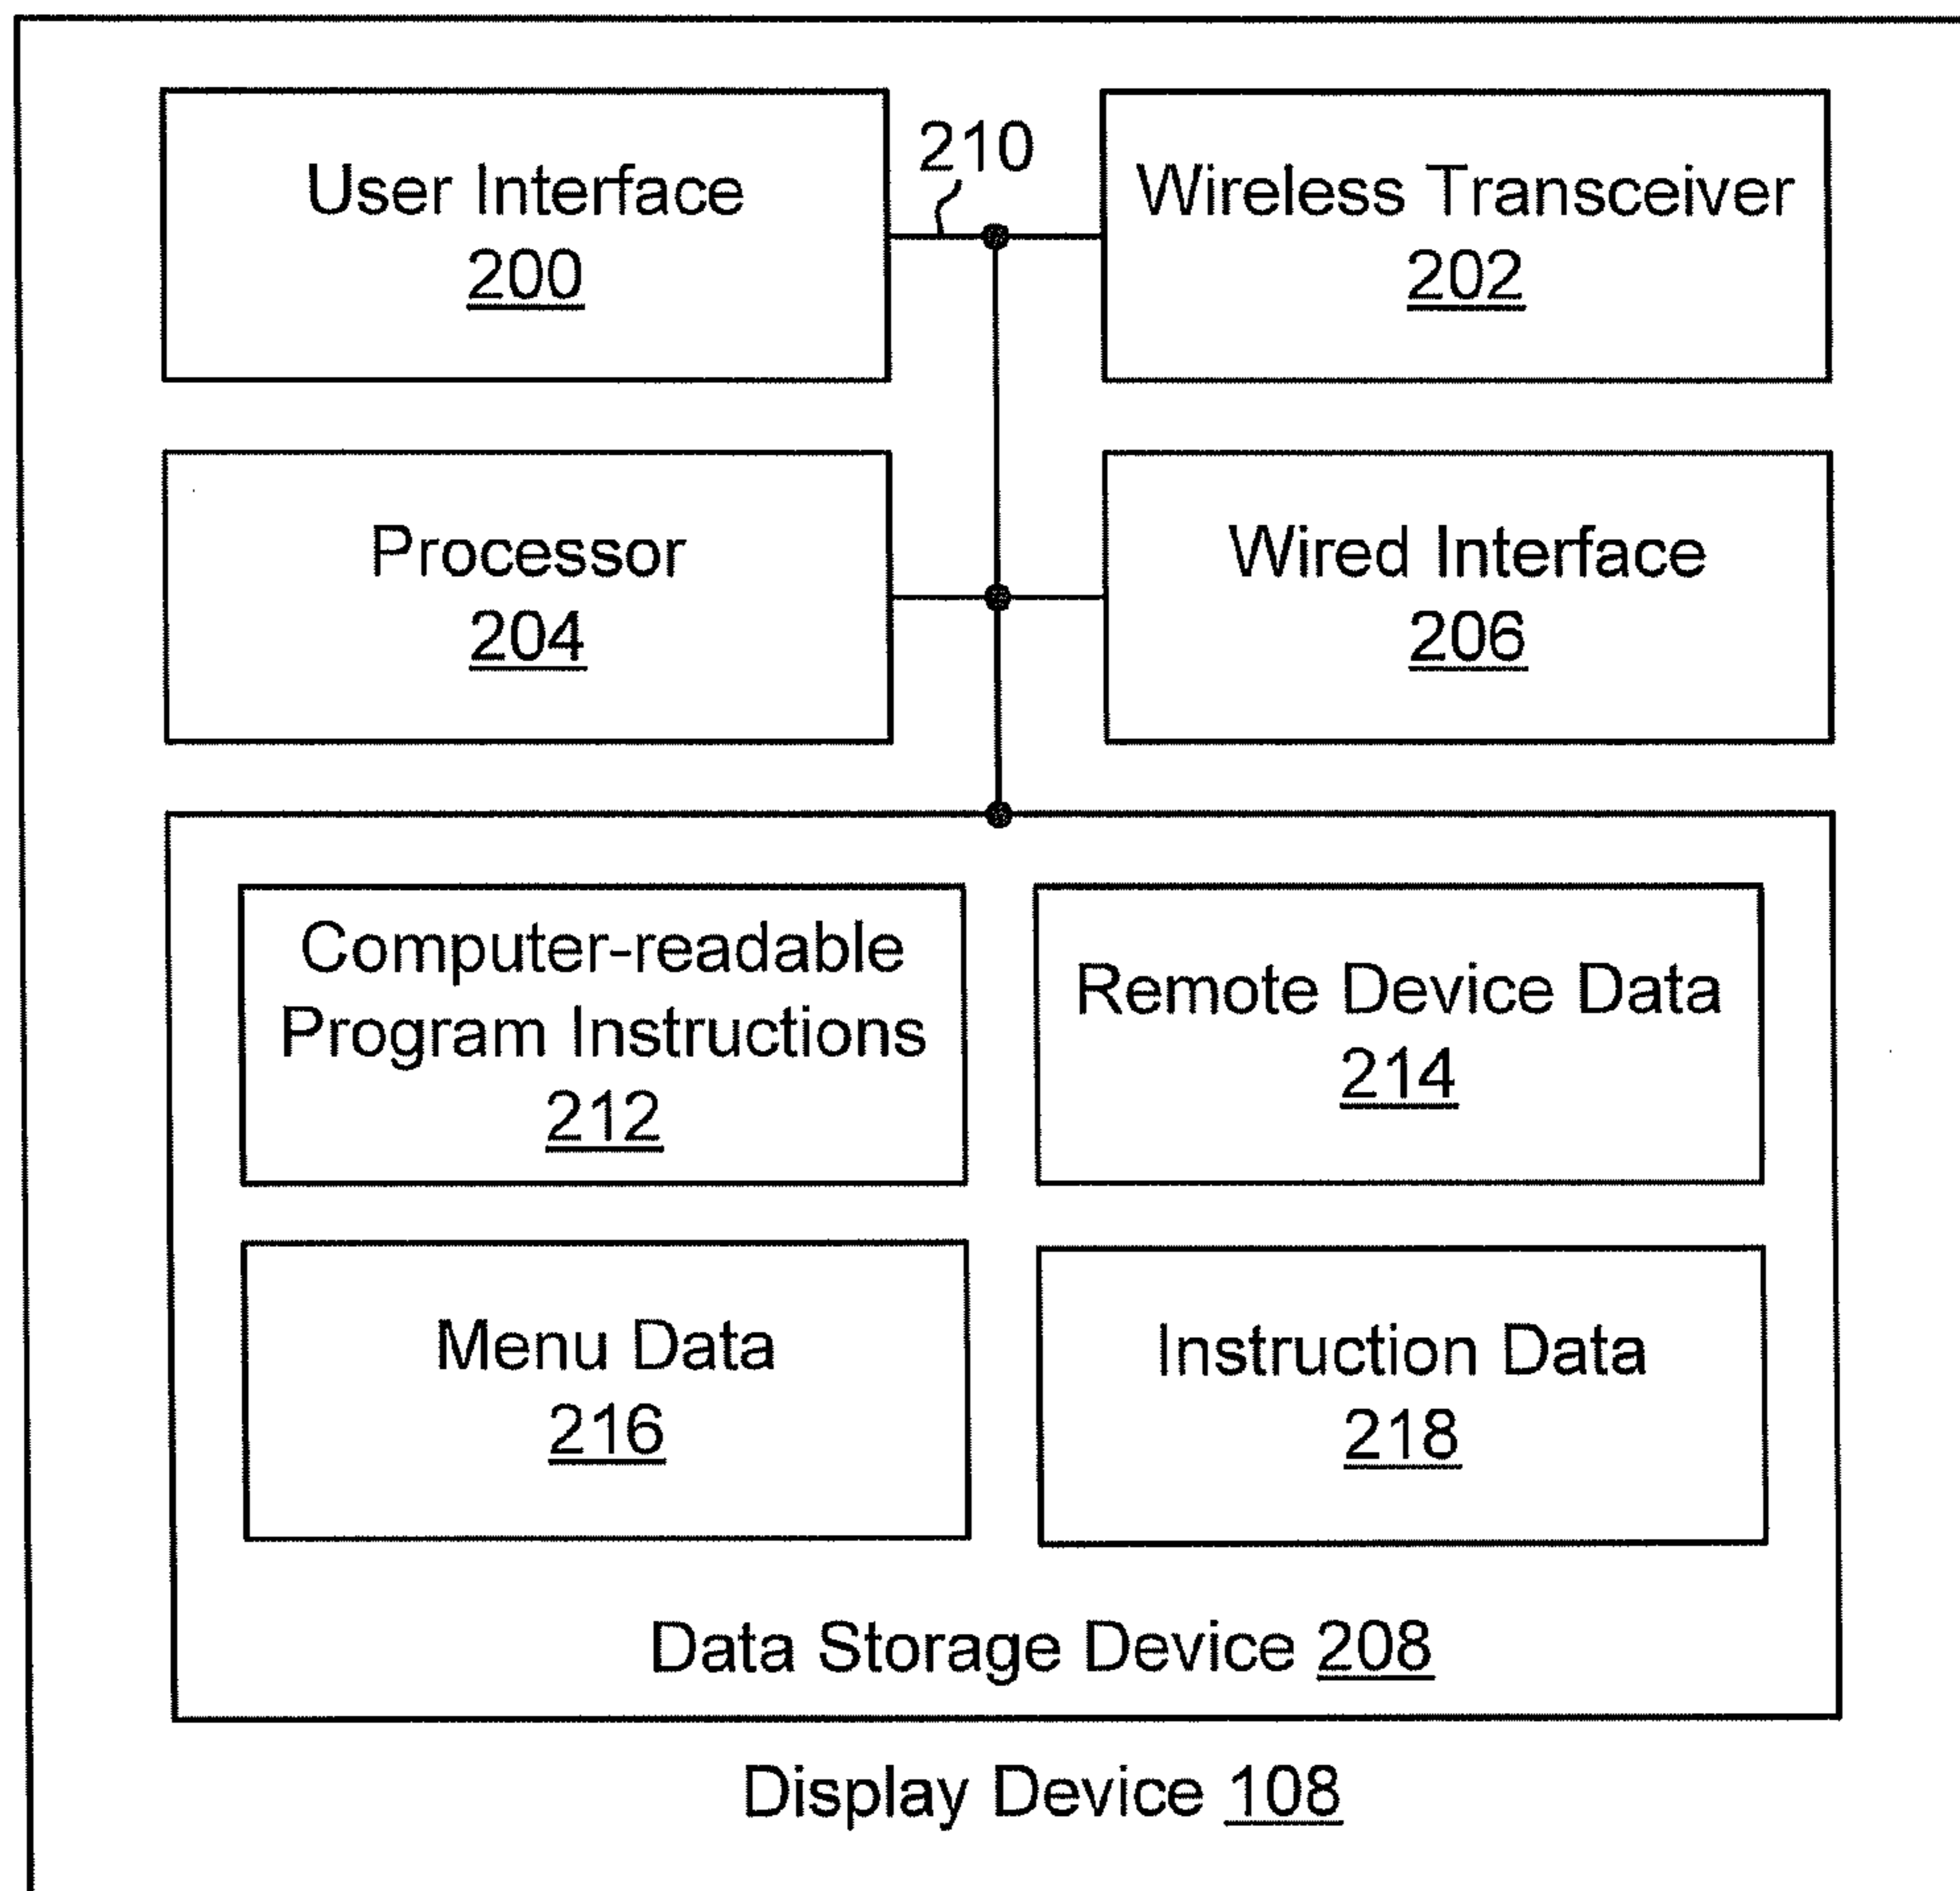 User Interface
200
210
Wireless Transceiver
202
Processor
204
Wired Interface
206
Computer-readable
Program Instructions
212
Remote Device Data
214
Menu Data
216
Instruction Data
218
Data Storage Device 208
Display Device 108